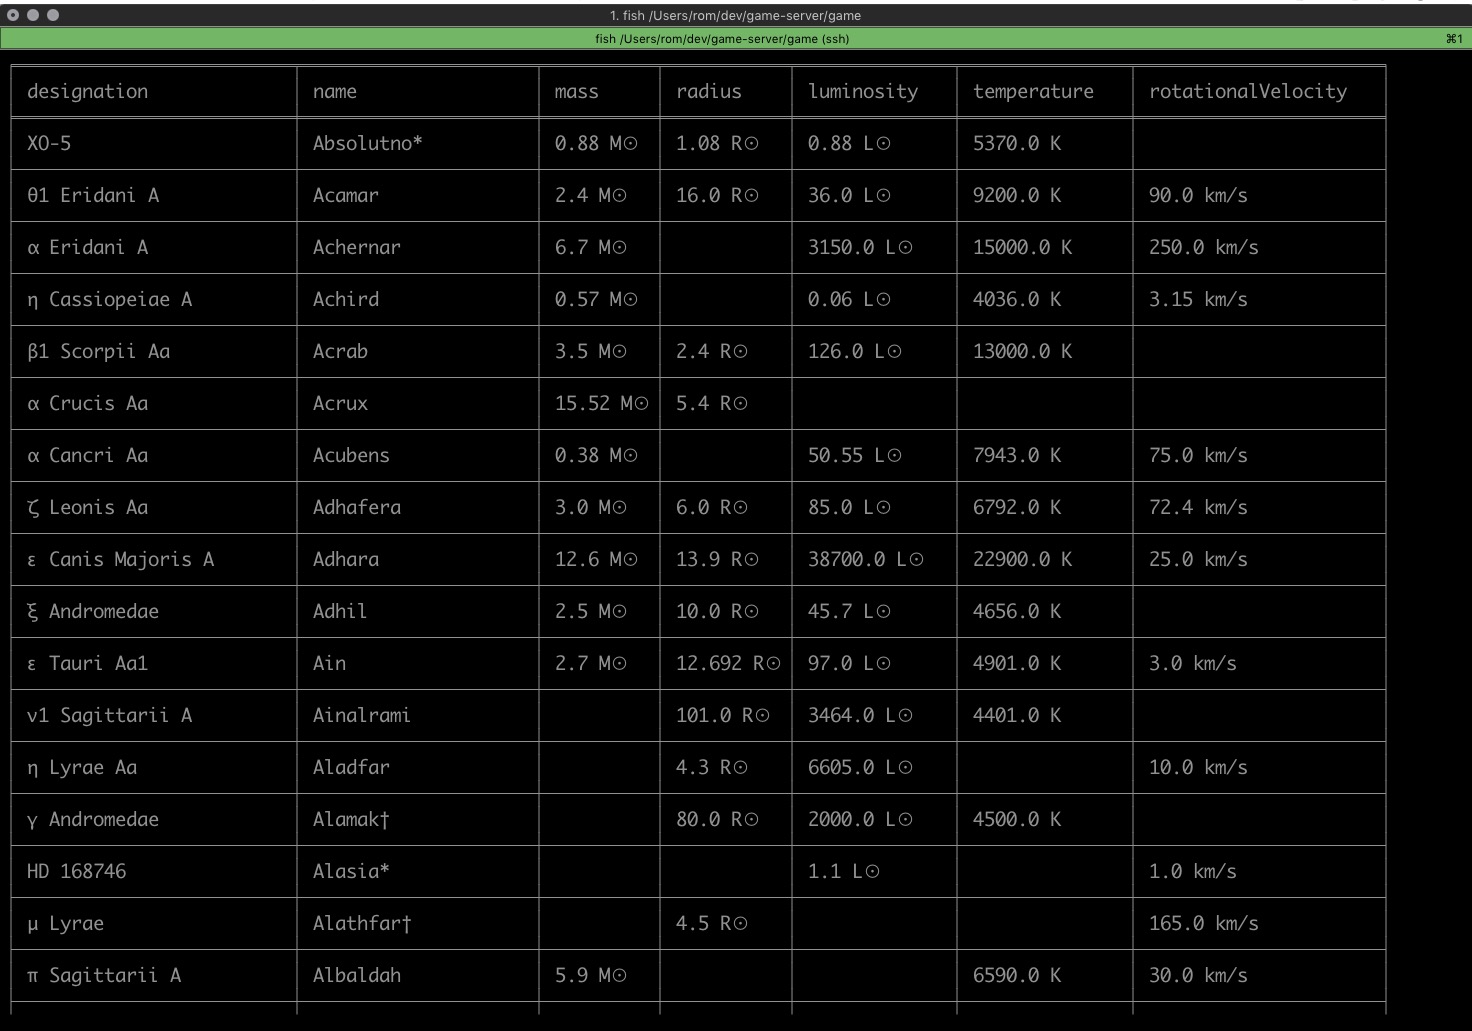 1. fish /Users/rom/dev/game-server/game
fish /Users/rom/dev/game-server/game (ssh) ⌘1
designation name mass radius luminosity temperature rotationalVelocity
XO-5 Absolutno* 0.88 M☉ 1.08 R☉ 0.88 L☉ 5370.0 K
θ1 Eridani A Acamar 2.4 M☉ 16.0 R☉ 36.0 L☉ 9200.0 K 90.0 km/s
α Eridani A Achernar 6.7 M☉ 3150.0 L☉ 15000.0 K 250.0 km/s
η Cassiopeiae A Achird 0.57 M☉ 0.06 L☉ 4036.0 K 3.15 km/s
β1 Scorpii Aa Acrab 3.5 M☉ 2.4 R☉ 126.0 L☉ 13000.0 K
α Crucis Aa Acrux 15.52 M☉ 5.4 R☉
α Cancri Aa Acubens 0.38 M☉ 50.55 L☉ 7943.0 K 75.0 km/s
ζ Leonis Aa Adhafera 3.0 M☉ 6.0 R☉ 85.0 L☉ 6792.0 K 72.4 km/s
ε Canis Majoris A Adhara 12.6 M☉ 13.9 R☉ 38700.0 L☉ 22900.0 K 25.0 km/s
ξ Andromedae Adhil 2.5 M☉ 10.0 R☉ 45.7 L☉ 4656.0 K
ε Tauri Aa1 Ain 2.7 M☉ 12.692 R☉ 97.0 L☉ 4901.0 K 3.0 km/s
ν1 Sagittarii A Ainalrami 101.0 R☉ 3464.0 L☉ 4401.0 K
η Lyrae Aa Aladfar 4.3 R☉ 6605.0 L☉ 10.0 km/s
γ Andromedae Alamak† 80.0 R☉ 2000.0 L☉ 4500.0 K
HD 168746 Alasia* 1.1 L☉ 1.0 km/s
μ Lyrae Alathfar† 4.5 R☉ 165.0 km/s
π Sagittarii A Albaldah 5.9 M☉ 6590.0 K 30.0 km/s